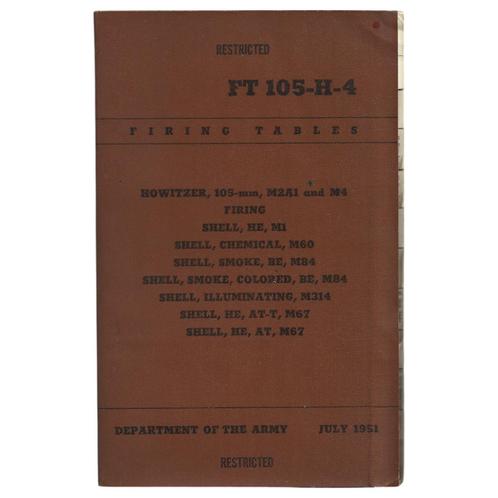 RESTRICTED
FT 105-H-4
FIRING TABLES
HOWITZER, 105-mm, M2A1 and M4
FIRING
SHELL, HE, M1
SHELL, CHEMICAL, M60
SHELL, SMOKE, BE, M84
SHELL, SMOKE, COLORED, BE, M84
SHELL, ILLUMINATING, M314
SHELL, HE, AT-T, M67
SHELL, HE, AT, M67
DEPARTMENT OF THE ARMY JULY 1951
RESTRICTED